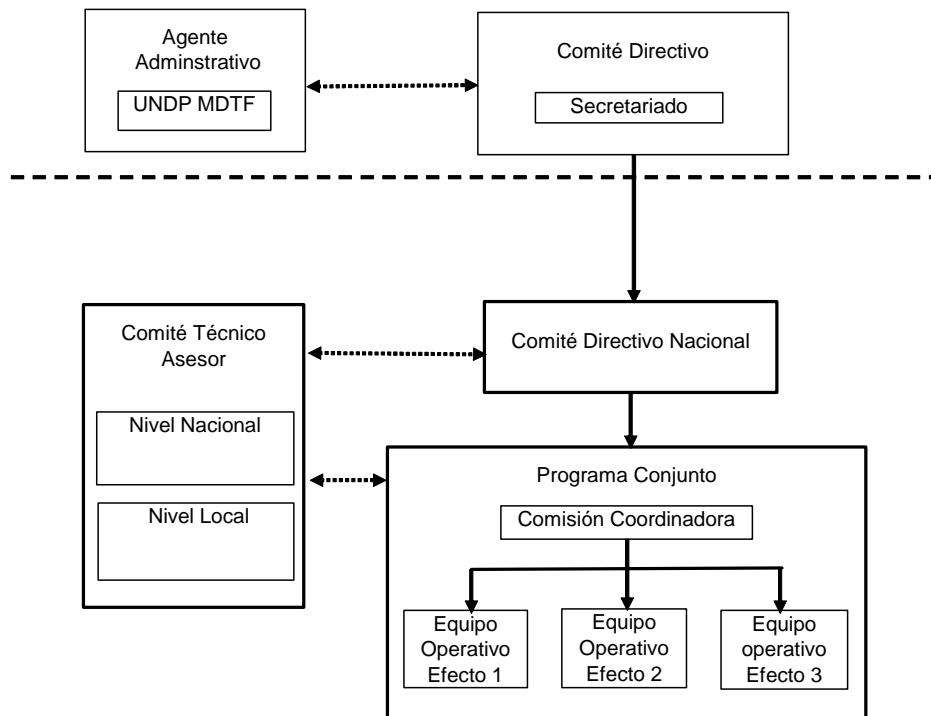 Agente
Adminstrativo
UNDP MDTF
Comité Directivo
Secretariado
Comité Técnico
Asesor
Nivel Nacional
Nivel Local
Comité Directivo Nacional
Programa Conjunto
Comisión Coordinadora
Equipo
Operativo
Efecto 1
Equipo
Operativo
Efecto 2
Equipo
operativo
Efecto 3